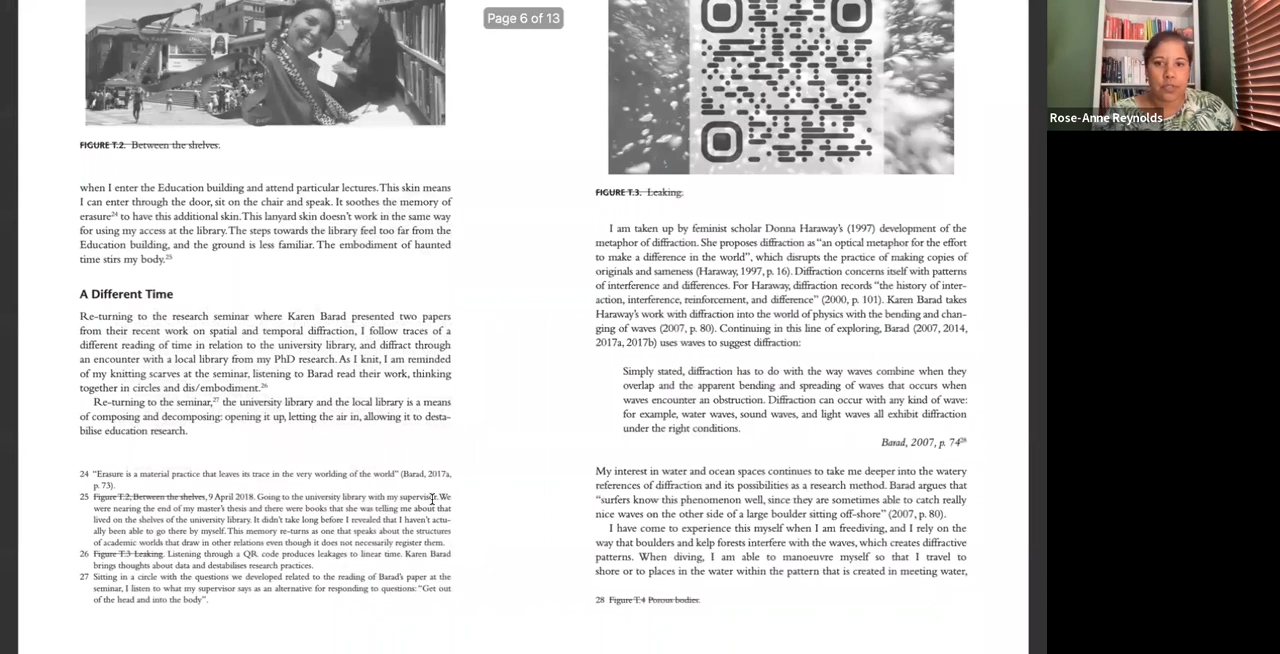 Page 6 of 13
Rose-Anne Reynolds
FIGURE T.2. Between the shelves.
when I enter the Education building and attend particular lectures. This skin means
I can enter through the door, sit on the chair and speak. It soothes the memory of
erasure24 to have this additional skin. This lanyard skin doesn't work in the same way
for using my access at the library. The steps towards the library feel too far from the
Education building, and the ground is less familiar. The embodiment of haunted
time stirs my body.25
A Different Time
Re-turning to the research seminar where Karen Barad presented two papers
from their recent work on spatial and temporal diffraction, I follow traces of a
different reading of time in relation to the university library, and diffract through
an encounter with a local library from my PhD research. As I knit, I am reminded
of my knitting scarves at the seminar, listening to Barad read their work, thinking
together in circles and dis/embodiment.26
Re-turning to the seminar,27 the university library and the local library is a means
of composing and decomposing: opening it up, letting the air in, allowing it to desta-
bilise education research.
24 "Erasure is a material practice that leaves its trace in the very worlding of the world" (Barad, 2017a,
p. 73).
25 Figure T.2, Between the shelves, 9 April 2018. Going to the university library with my supervisor. We
were nearing the end of my master's thesis and there were books that she was telling me about that
lived on the shelves of the university library. It didn't take long before I revealed that I haven't actu-
ally been able to go there by myself. This memory re-turns as one that speaks about the structures
of academic worlds that draw in other relations even though it does not necessarily register them.
26 Figure T.3 Leaking. Listening through a QR code produces leakages to linear time. Karen Barad
brings thoughts about data and destabilises research practices.
27 Sitting in a circle with the questions we developed related to the reading of Barad's paper at the
seminar, I listen to what my supervisor says as an alternative for responding to questions: "Get out
of the head and into the body".
FIGURE T.3. Leaking.
I am taken up by feminist scholar Donna Haraway's (1997) development of the
metaphor of diffraction. She proposes diffraction as "an optical metaphor for the effort
to make a difference in the world", which disrupts the practice of making copies of
originals and sameness (Haraway, 1997, p. 16). Diffraction concerns itself with patterns
of interference and differences. For Haraway, diffraction records "the history of inter-
action, interference, reinforcement, and difference" (2000, p. 101). Karen Barad takes
Haraway's work with diffraction into the world of physics with the bending and chan-
ging of waves (2007, p. 80). Continuing in this line of exploring, Barad (2007, 2014,
2017a, 2017b) uses waves to suggest diffraction:
Simply stated, diffraction has to do with the way waves combine when they
overlap and the apparent bending and spreading of waves that occurs when
waves encounter an obstruction. Diffraction can occur with any kind of wave:
for example, water waves, sound waves, and light waves all exhibit diffraction
under the right conditions.
Barad, 2007, p. 7428
My interest in water and ocean spaces continues to take me deeper into the watery
references of diffraction and its possibilities as a research method. Barad argues that
"surfers know this phenomenon well, since they are sometimes able to catch really
nice waves on the other side of a large boulder sitting off-shore" (2007, p. 80).
I have come to experience this myself when I am freediving, and I rely on the
way that boulders and kelp forests interfere with the waves, which creates diffractive
patterns. When diving, I am able to manoeuvre myself so that I travel to
shore or to places in the water within the pattern that is created in meeting water,
28 Figure T.4 Porous bodies.